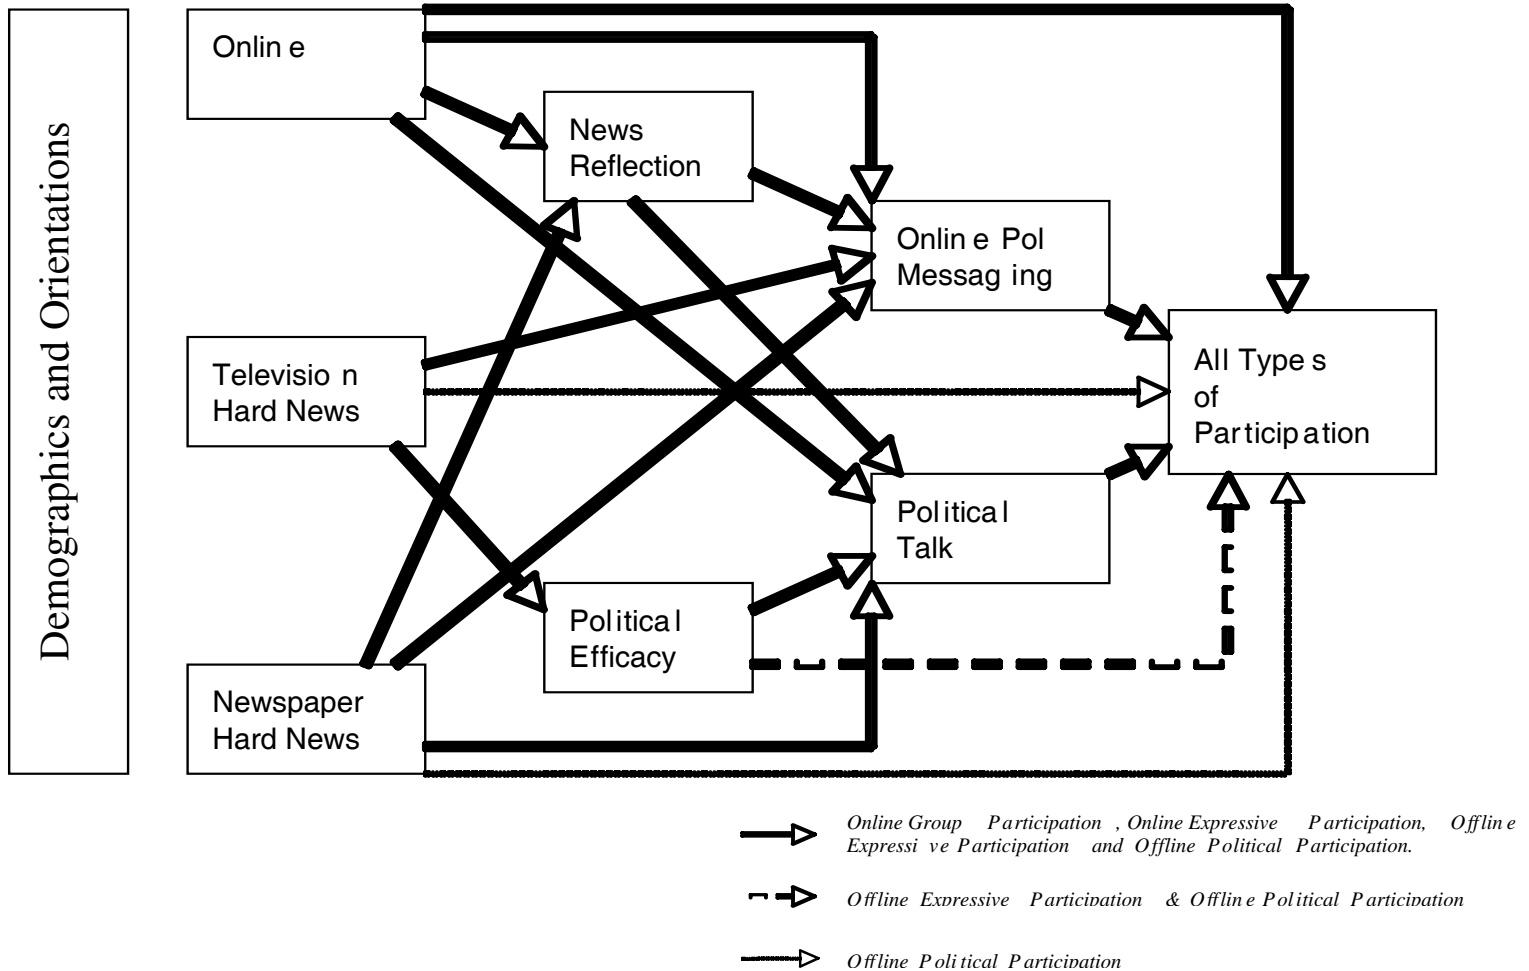 Demographics and Orientations
Online
News
Reflection
Online Pol
Messaging
Television
Hard News
All Types
of
Participation
Political
Talk
Political
Efficacy
Newspaper
Hard News
Online Group Participation , Online Expressive Participation, Offline
Expressive Participation and Offline Political Participation.
Offline Expressive Participation & Offline Political Participation
Offline Political Participation